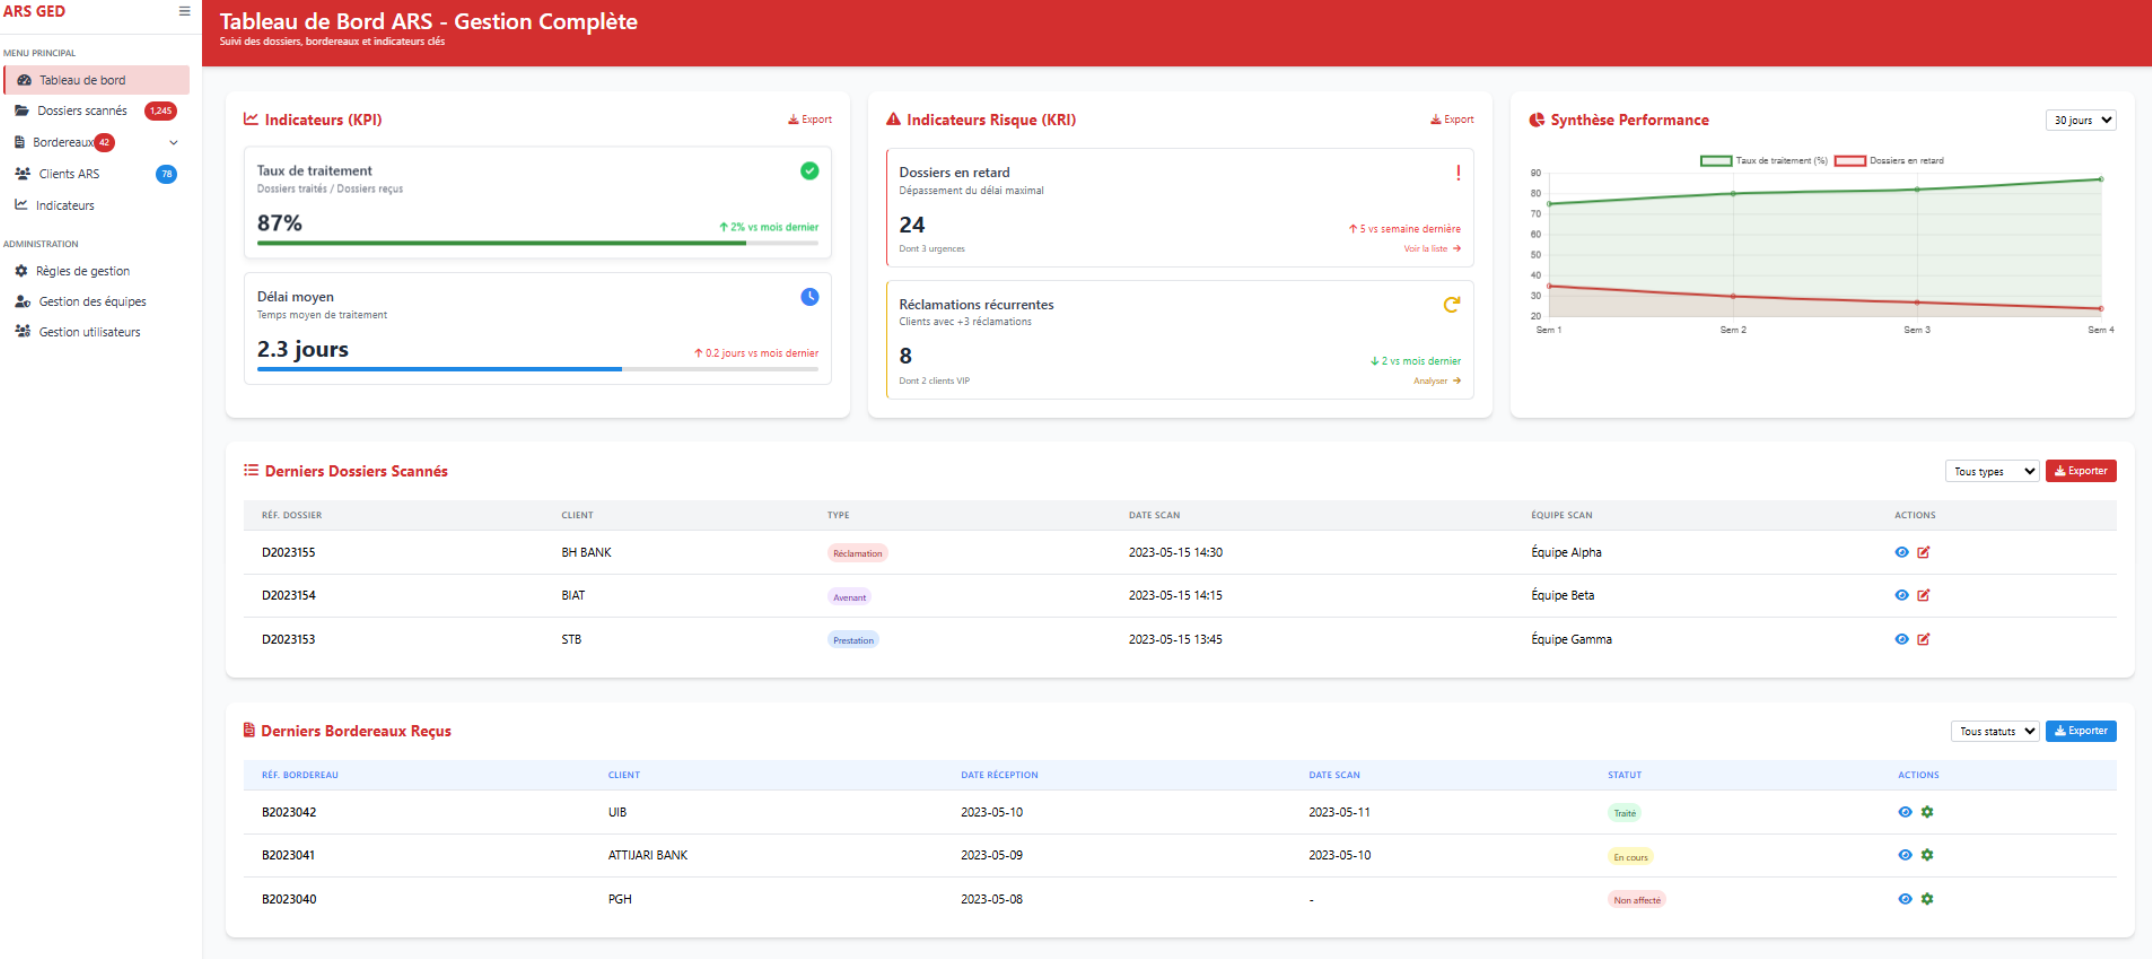 ARS GED
MENU PRINCIPAL
Tableau de bord
Dossiers scannés 1,245
Bordereaux 42
Clients ARS 78
Indicateurs
ADMINISTRATION
Règles de gestion
Gestion des équipes
Gestion utilisateurs
Tableau de Bord ARS - Gestion Complète
Suivi des dossiers, bordereaux et indicateurs clés
Indicateurs (KPI) Export
Taux de traitement
Dossiers traités / Dossiers reçus
87% ↑ 2% vs mois dernier
Délai moyen
Temps moyen de traitement
2.3 jours ↑ 0.2 jours vs mois dernier
Indicateurs Risque (KRI) Export
Dossiers en retard
Dépassement du délai maximal
24 ↑ 5 vs semaine dernière
Dont 3 urgences Voir la liste →
Réclamations récurrentes
Clients avec +3 réclamations
8 ↓ 2 vs mois dernier
Dont 2 clients VIP Analyser →
Synthèse Performance 30 jours
Taux de traitement (%) Dossiers en retard
90
80
70
60
50
40
30
20
Sem 1 Sem 2 Sem 3 Sem 4
Derniers Dossiers Scannés Tous types Exporter
RÉF. DOSSIER CLIENT TYPE DATE SCAN ÉQUIPE SCAN ACTIONS
D2023155 BH BANK Réclamation 2023-05-15 14:30 Équipe Alpha
D2023154 BIAT Avenant 2023-05-15 14:15 Équipe Beta
D2023153 STB Prestation 2023-05-15 13:45 Équipe Gamma
Derniers Bordereaux Reçus Tous statuts Exporter
RÉF. BORDEREAU CLIENT DATE RÉCEPTION DATE SCAN STATUT ACTIONS
B2023042 UIB 2023-05-10 2023-05-11 Traité
B2023041 ATTIJARI BANK 2023-05-09 2023-05-10 En cours
B2023040 PGH 2023-05-08 - Non affecté